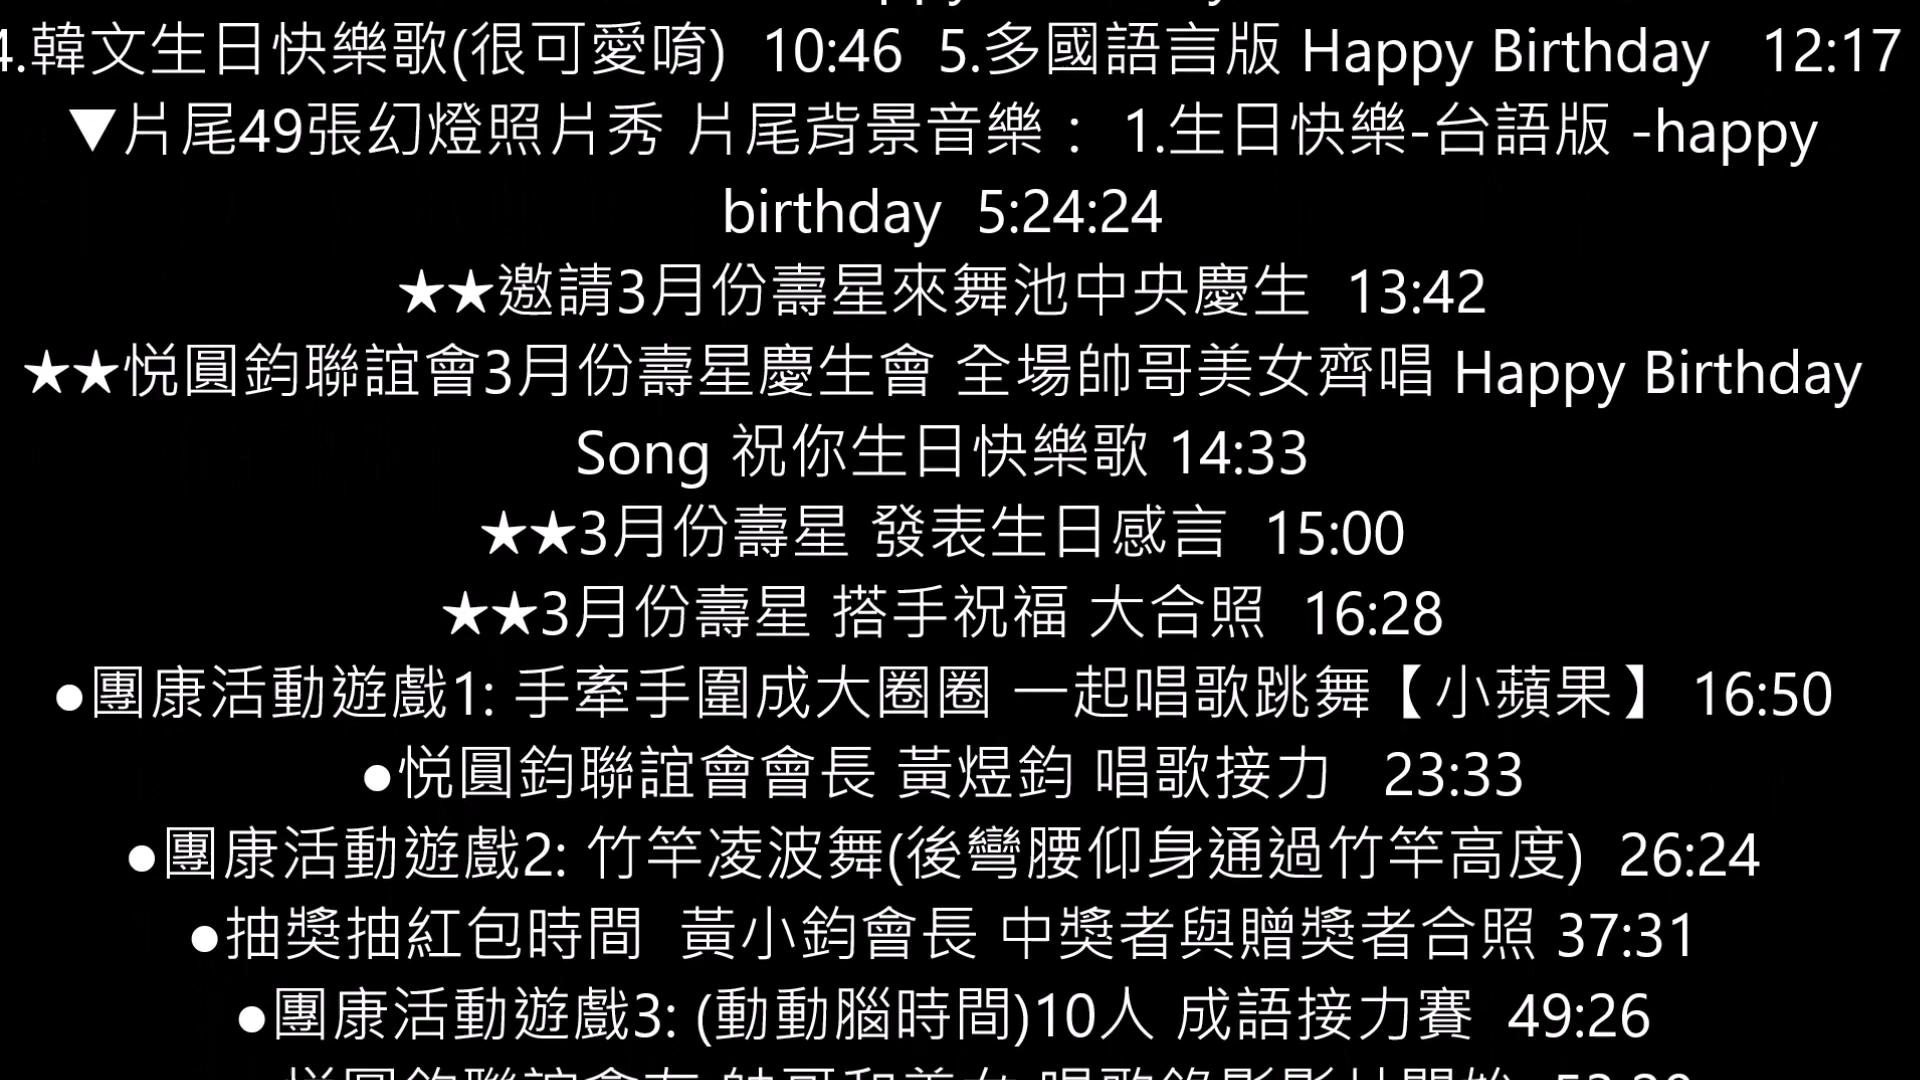 4.韓文生日快樂歌(很可愛唷) 10:46 5.多國語言版 Happy Birthday 12:17
▼片尾49張幻燈照片秀 片尾背景音樂： 1.生日快樂-台語版 -happy
birthday 5:24:24
★★邀請3月份壽星來舞池中央慶生 13:42
★★悦圓鈞聯誼會3月份壽星慶生會 全場帥哥美女齊唱 Happy Birthday
Song 祝你生日快樂歌 14:33
★★3月份壽星 發表生日感言 15:00
★★3月份壽星 搭手祝福 大合照 16:28
●團康活動遊戲1: 手牽手圍成大圈圈 一起唱歌跳舞【小蘋果】 16:50
●悦圓鈞聯誼會會長 黃煜鈞 唱歌接力 23:33
●團康活動遊戲2: 竹竿凌波舞(後彎腰仰身通過竹竿高度) 26:24
●抽獎抽紅包時間 黃小鈞會長 中獎者與贈獎者合照 37:31
●團康活動遊戲3: (動動腦時間)10人 成語接力賽 49:26